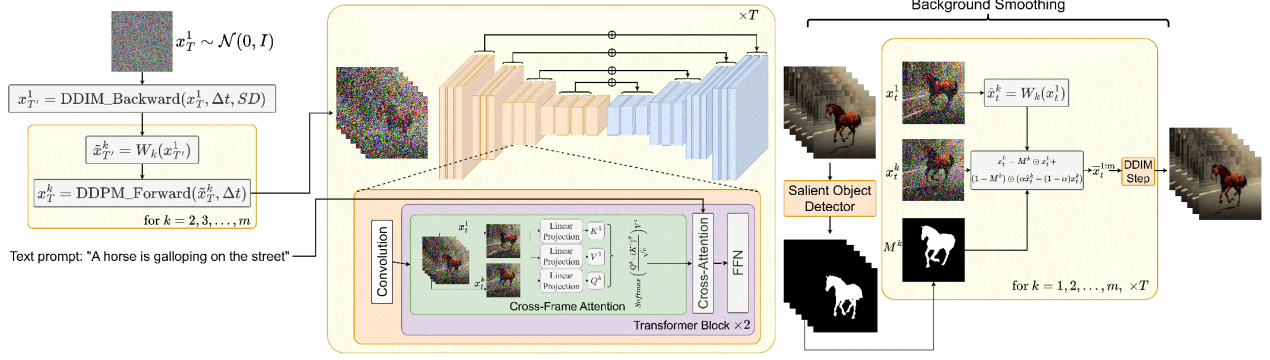 x_T^1 ∼ N(0, I)
x_{T'}^1 = DDIM_Backward(x_T^1, Δt, SD)
x̃_{T'}^k = W_k(x_{T'}^1)
x_T^k = DDPM_Forward(x̃_{T'}^k, Δt)
for k = 2, 3, . . . , m
Text prompt: "A horse is galloping on the street"
×T
Convolution
x_t^1
x_t^k
Linear
Projection
K^1
Linear
Projection
V^1
Linear
Projection
Q^k
Softmax ( Q^k · (K^1)^T / √c ) V^1
Cross-Frame Attention
Cross-Attention
FFN
Transformer Block ×2
Background Smoothing
Salient Object
Detector
x_t^1
x̂_t^k = W_k(x_t^1)
x_t^k
x_t^k − M^k ⊙ x_t^k +
(1 − M^k) ⊙ (αx̂_t^k + (1 − α)x_t^k)
x̄_t^{1:m}
DDIM
Step
M^k
for k = 1, 2, . . . , m, ×T